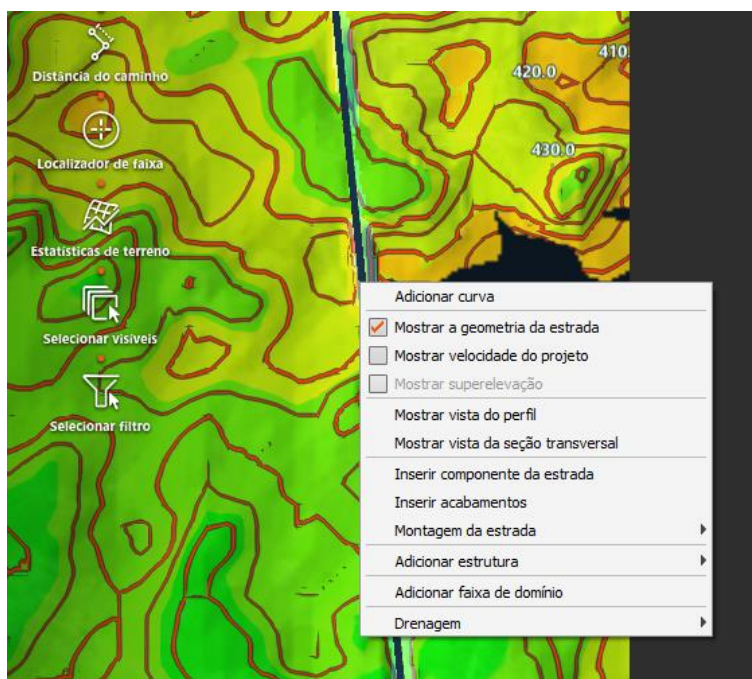 Distância do caminho
Localizador de faixa
Estatísticas de terreno
Selecionar visíveis
Selecionar filtro
410
420.0
430.0
Adicionar curva
Mostrar a geometria da estrada
Mostrar velocidade do projeto
Mostrar superelevação
Mostrar vista do perfil
Mostrar vista da seção transversal
Inserir componente da estrada
Inserir acabamentos
Montagem da estrada
Adicionar estrutura
Adicionar faixa de domínio
Drenagem